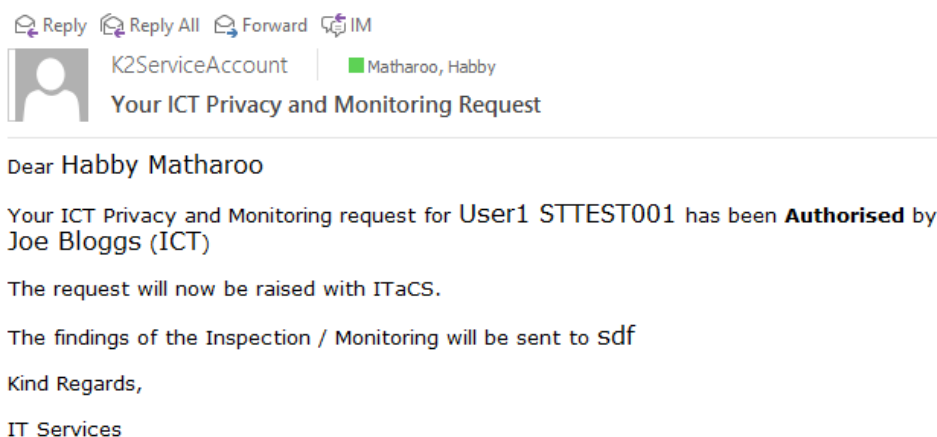 Reply Reply All Forward IM
K2ServiceAccount Matharoo, Habby
Your ICT Privacy and Monitoring Request
Dear Habby Matharoo
Your ICT Privacy and Monitoring request for User1 STTEST001 has been Authorised by
Joe Bloggs (ICT)
The request will now be raised with ITaCS.
The findings of the Inspection / Monitoring will be sent to sdf
Kind Regards,
IT Services